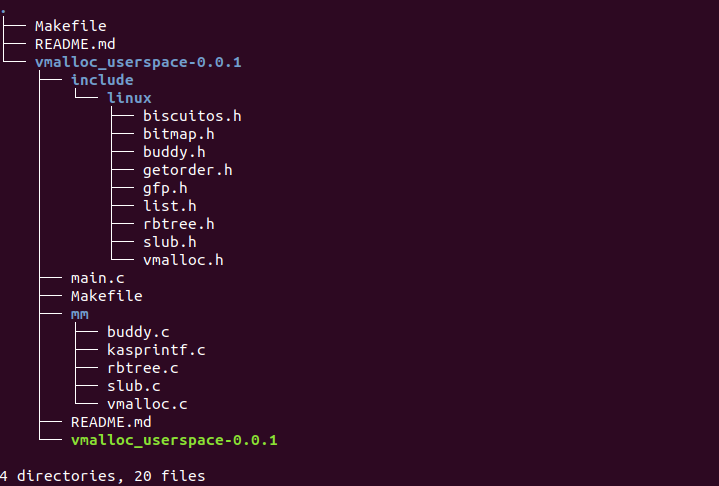 .
├── Makefile
├── README.md
└── vmalloc_userspace-0.0.1
    ├── include
    │   └── linux
    │       ├── biscuitos.h
    │       ├── bitmap.h
    │       ├── buddy.h
    │       ├── getorder.h
    │       ├── gfp.h
    │       ├── list.h
    │       ├── rbtree.h
    │       ├── slub.h
    │       └── vmalloc.h
    ├── main.c
    ├── Makefile
    ├── mm
    │   ├── buddy.c
    │   ├── kasprintf.c
    │   ├── rbtree.c
    │   ├── slub.c
    │   └── vmalloc.c
    ├── README.md
    └── vmalloc_userspace-0.0.1

4 directories, 20 files